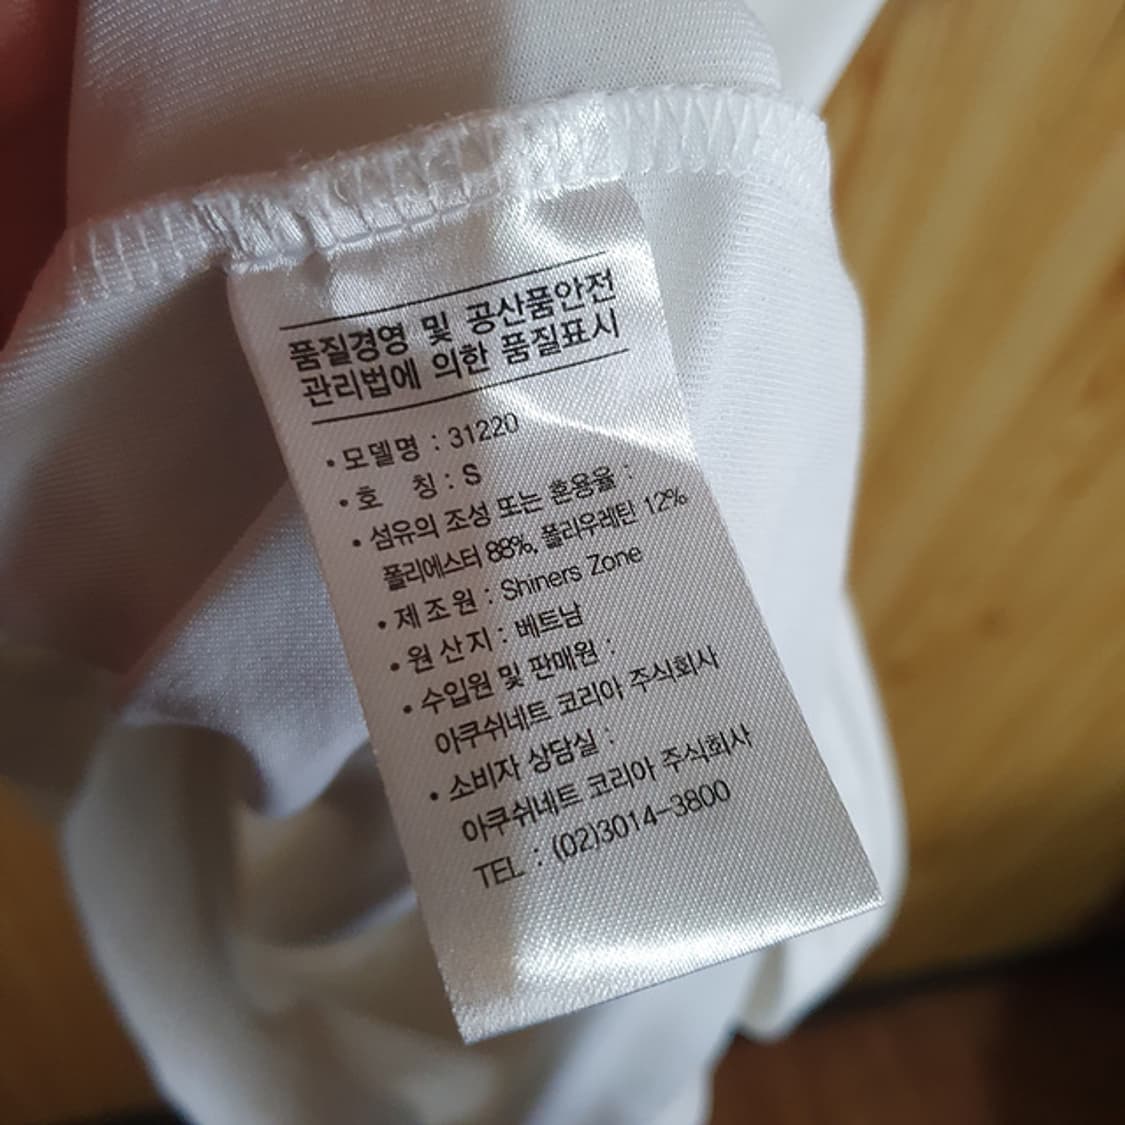 품질경영 및 공산품안전
관리법에 의한 품질표시
• 모델명 : 31220
• 호 칭 : S
• 섬유의 조성 또는 혼용율 :
폴리에스터 88%, 폴리우레탄 12%
• 제조원 : Shiners Zone
• 원산지 : 베트남
• 수입원 및 판매원 :
아쿠쉬네트 코리아 주식회사
• 소비자 상담실 :
아쿠쉬네트 코리아 주식회사
TEL : (02)3014-3800